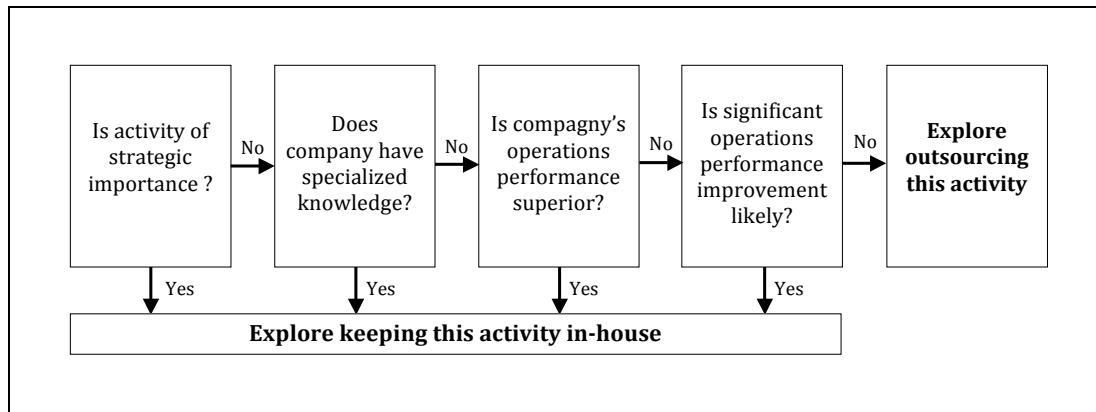 Is activity of
strategic
importance ?
No
Does
company have
specialized
knowledge?
No
Is compagny’s
operations
performance
superior?
No
Is significant
operations
performance
improvement
likely?
No
Explore
outsourcing
this activity
Yes
Yes
Yes
Yes
Explore keeping this activity in-house